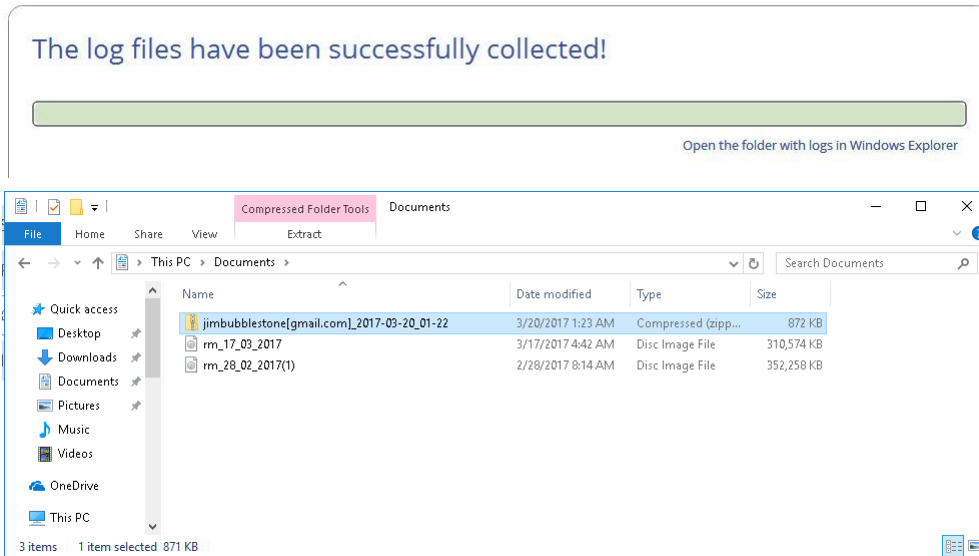 The log files have been successfully collected!
Open the folder with logs in Windows Explorer
Compressed Folder Tools Documents
File Home Share View Extract
This PC > Documents > Search Documents
Name Date modified Type Size
Quick access
jimbubblestone[gmail.com]_2017-03-20_01-22 3/20/2017 1:23 AM Compressed (zipp... 872 KB
Desktop
rm_17_03_2017 3/17/2017 4:42 AM Disc Image File 310,574 KB
Downloads
rm_28_02_2017(1) 2/28/2017 8:14 AM Disc Image File 352,258 KB
Documents
Pictures
Music
Videos
OneDrive
This PC
3 items 1 item selected 871 KB